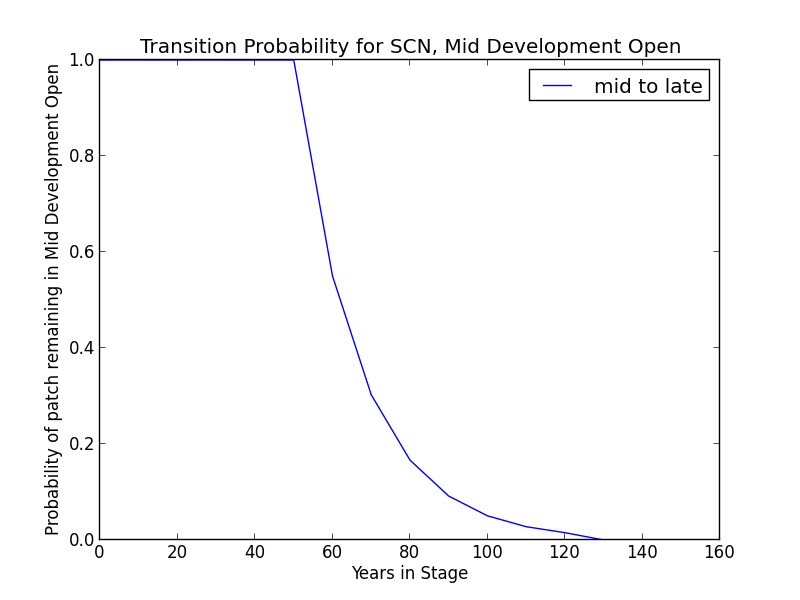 Transition Probability for SCN, Mid Development Open
mid to late
Probability of patch remaining in Mid Development Open
1.0
0.8
0.6
0.4
0.2
0.0
0 20 40 60 80 100 120 140 160
Years in Stage